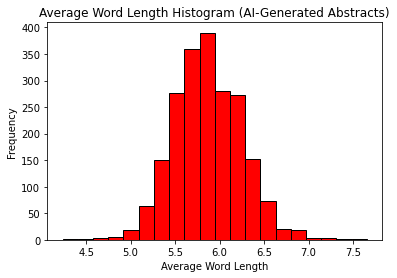 Average Word Length Histogram (AI-Generated Abstracts)
400
350
300
250
200
150
100
50
0
Frequency
4.5 5.0 5.5 6.0 6.5 7.0 7.5
Average Word Length